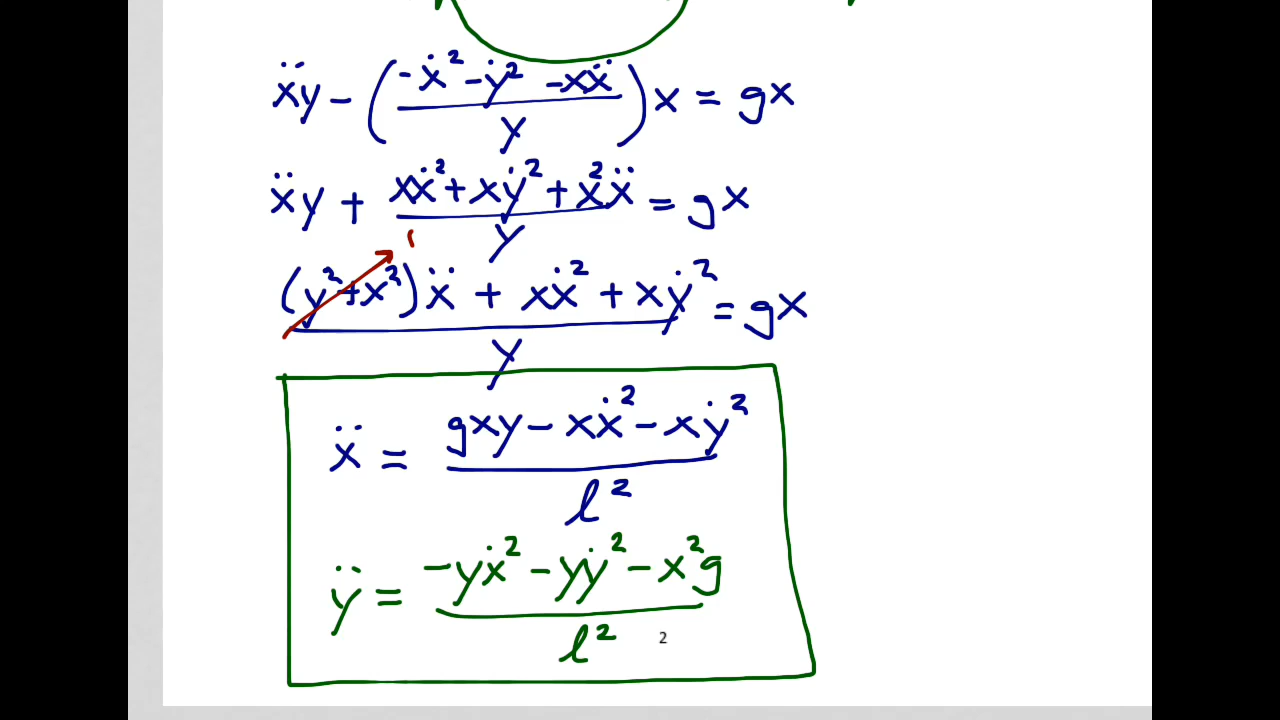 ẍy - ( (-ẋ² - ẏ² - xẍ) / y ) x = gx
ẍy + (xẋ² + xẏ² + x²ẍ) / y = gx
((y² + x²)ẍ + xẋ² + xẏ²) / y = gx
ẍ = (gxy - xẋ² - xẏ²) / l²
ÿ = (-yẋ² - yẏ² - x²g) / l²
2